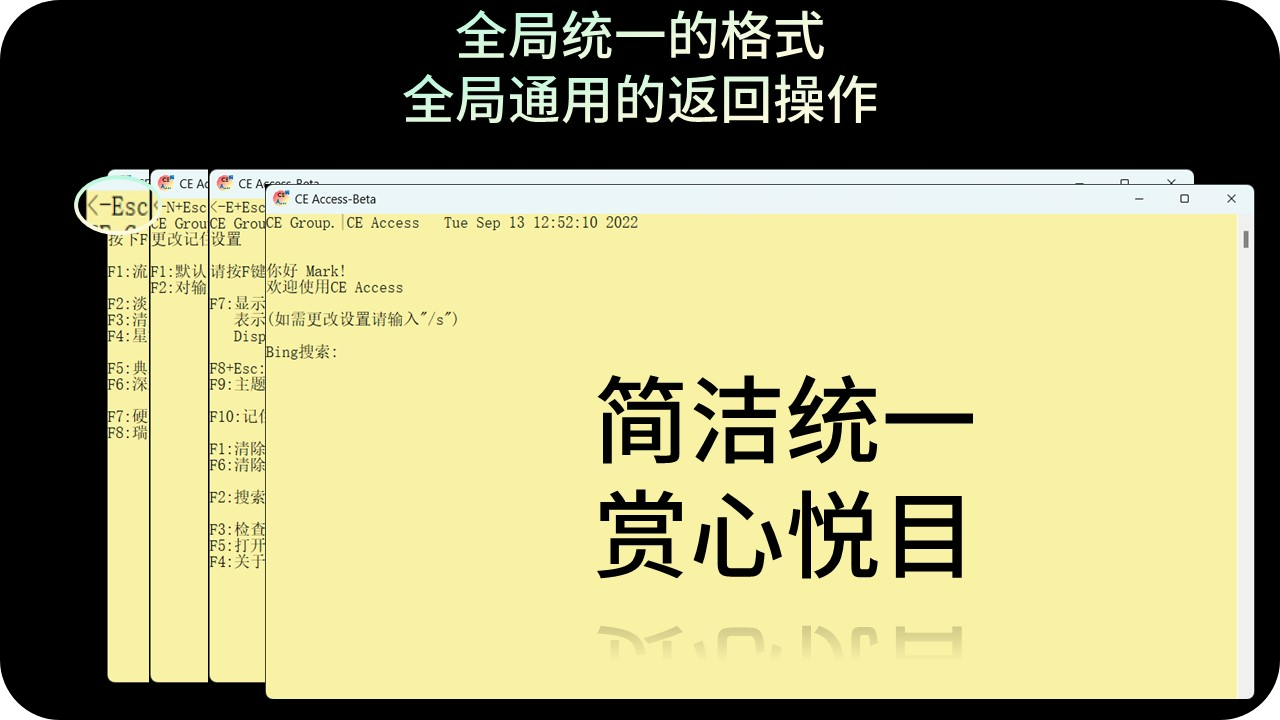 全局统一的格式
全局通用的返回操作
<-Esc
按下F
F1:流
F2:淡
F3:清
F4:星
F5:典
F6:深
F7:硬
F8:瑞
CE Ac
<-N+Esc
CE Grou
更改记住
F1:默认
F2:对输
CE Access-Beta
<-E+Esc
CE Grou
设置
请按F键
F7:显示
表示
Disp
F8+Esc:
F9:主题
F10:记住
F1:清除
F6:清除
F2:搜索
F3:检查
F5:打开
F4:关于
CE Access-Beta
CE Group.|CE Access   Tue Sep 13 12:52:10 2022
你好 Mark!
欢迎使用CE Access
(如需更改设置请输入"/s")
Bing搜索:
简洁统一
赏心悦目